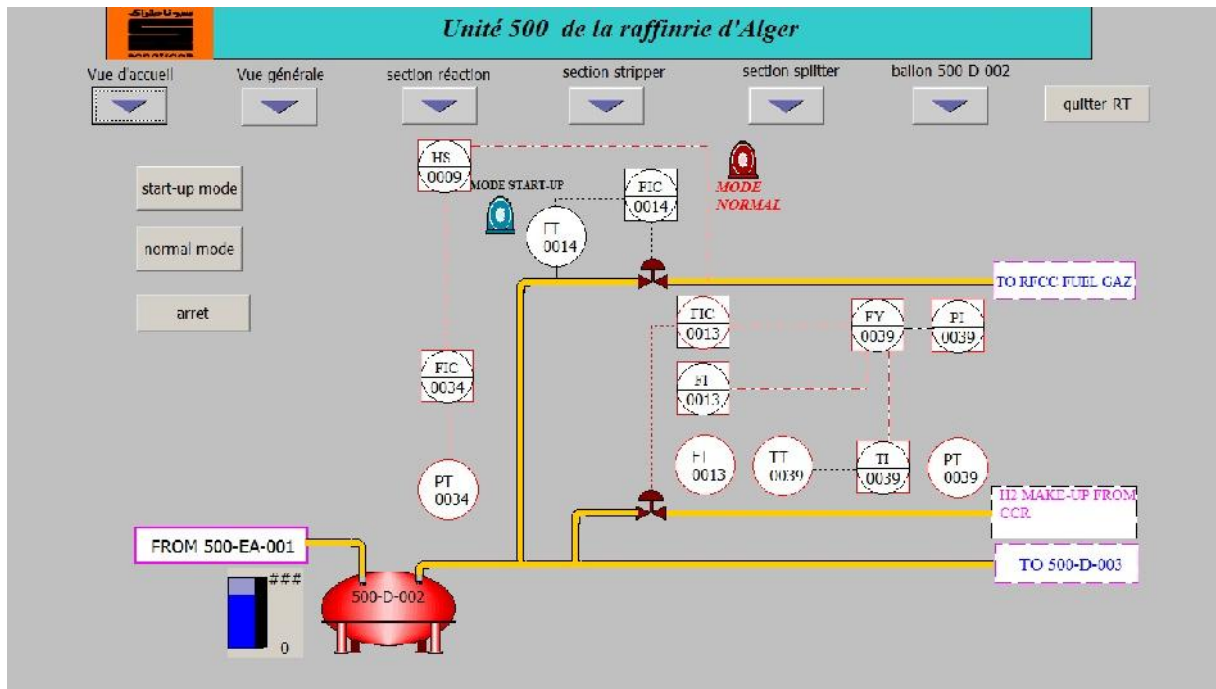 سوناطراك
Unité 500 de la raffinrie d'Alger
Vue d'accueil
Vue générale
section réaction
section stripper
section splitter
ballon 500 D 002
quitter RT
start-up mode
normal mode
arret
HS
0009
MODE START-UP
FIC
0014
MODE
NORMAL
0014
TO RFCC FUEL GAZ
0013
FY
0039
PI
0039
FIC
0034
FI
0013
0013
TT
0039
TI
0039
PT
0039
PT
0034
H2 MAKE-UP FROM
CCR
FROM 500-EA-001
TO 500-D-003
###
0
500-D-002